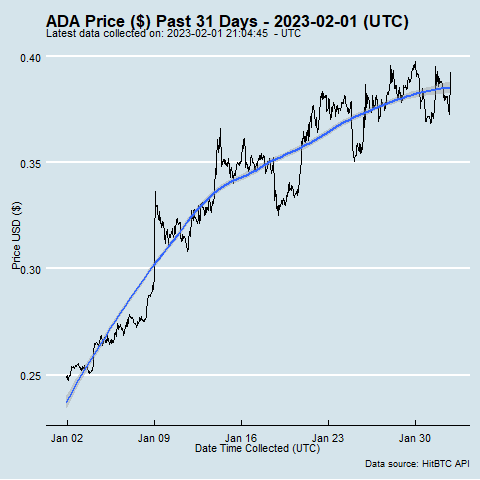 ADA Price ($) Past 31 Days - 2023-02-01 (UTC)
Latest data collected on: 2023-02-01 21:04:45 - UTC
0.40
0.35
0.30
0.25
Price USD ($)
Jan 02 Jan 09 Jan 16 Jan 23 Jan 30
Date Time Collected (UTC)
Data source: HitBTC API